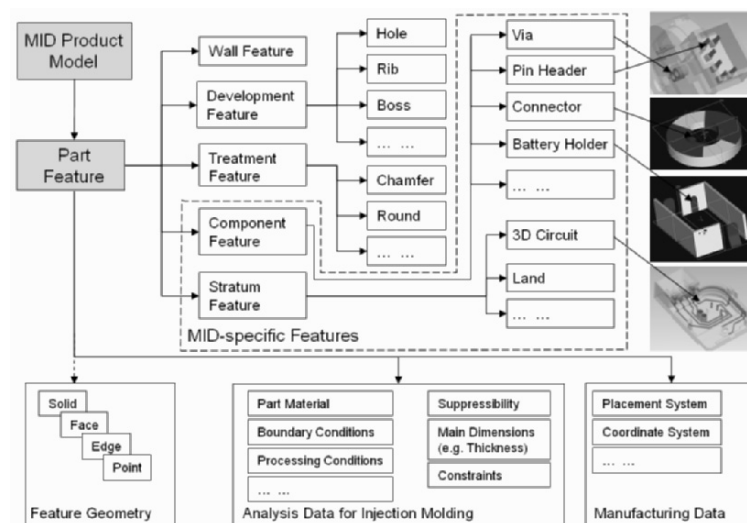 MID Product
Model
Part
Feature
Wall Feature
Development
Feature
Treatment
Feature
Component
Feature
Stratum
Feature
Hole
Rib
Boss
... ...
Chamfer
Round
... ...
Via
Pin Header
Connector
Battery Holder
... ...
3D Circuit
Land
... ...
MID-specific Features
Solid
Face
Edge
Point
Feature Geometry
Part Material
Boundary Conditions
Processing Conditions
... ...
Suppressibility
Main Dimensions
(e.g. Thickness)
Constraints
Analysis Data for Injection Molding
Placement System
Coordinate System
... ...
Manufacturing Data